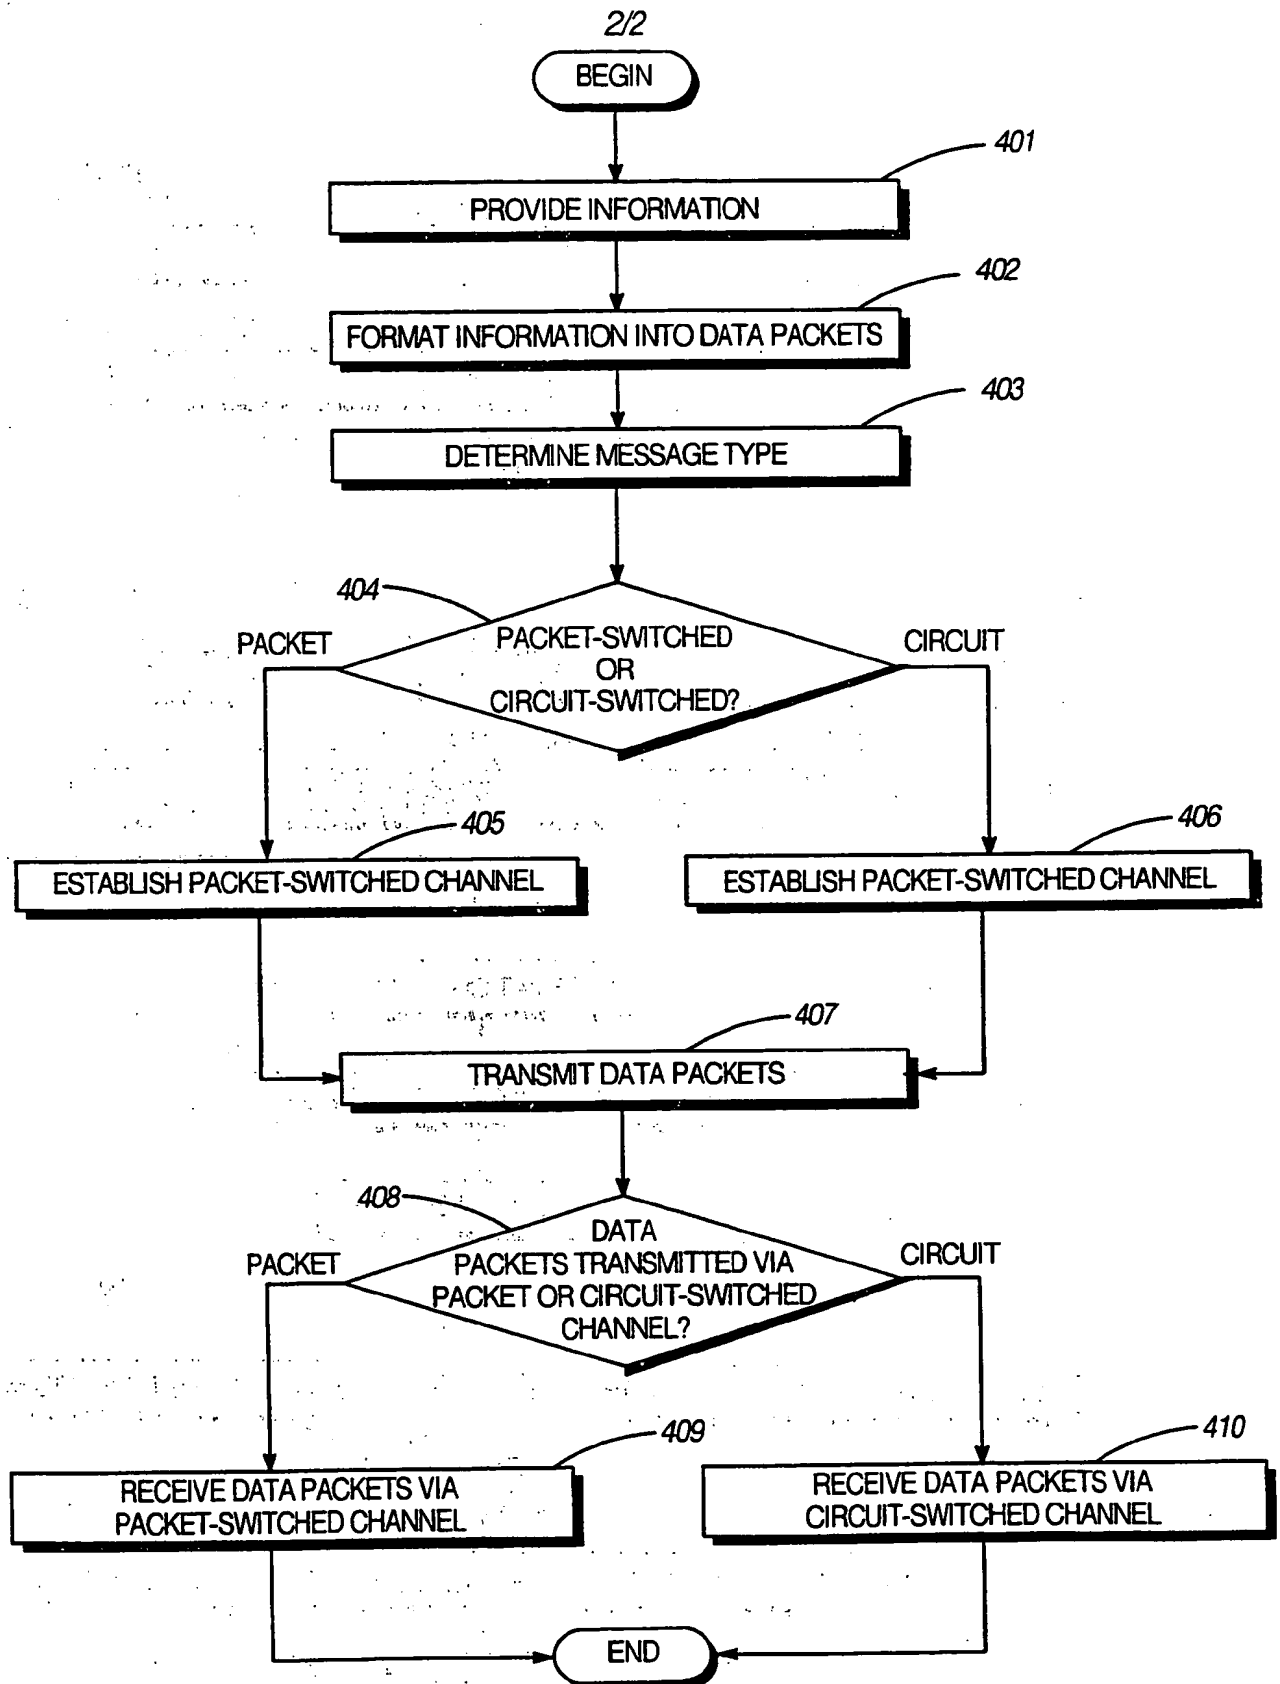 2/2
BEGIN
401
PROVIDE INFORMATION
402
FORMAT INFORMATION INTO DATA PACKETS
403
DETERMINE MESSAGE TYPE
404
PACKET
PACKET-SWITCHED
OR
CIRCUIT-SWITCHED?
CIRCUIT
405
ESTABLISH PACKET-SWITCHED CHANNEL
406
ESTABLISH PACKET-SWITCHED CHANNEL
407
TRANSMIT DATA PACKETS
408
PACKET
DATA
PACKETS TRANSMITTED VIA
PACKET OR CIRCUIT-SWITCHED
CHANNEL?
CIRCUIT
409
RECEIVE DATA PACKETS VIA
PACKET-SWITCHED CHANNEL
410
RECEIVE DATA PACKETS VIA
CIRCUIT-SWITCHED CHANNEL
END